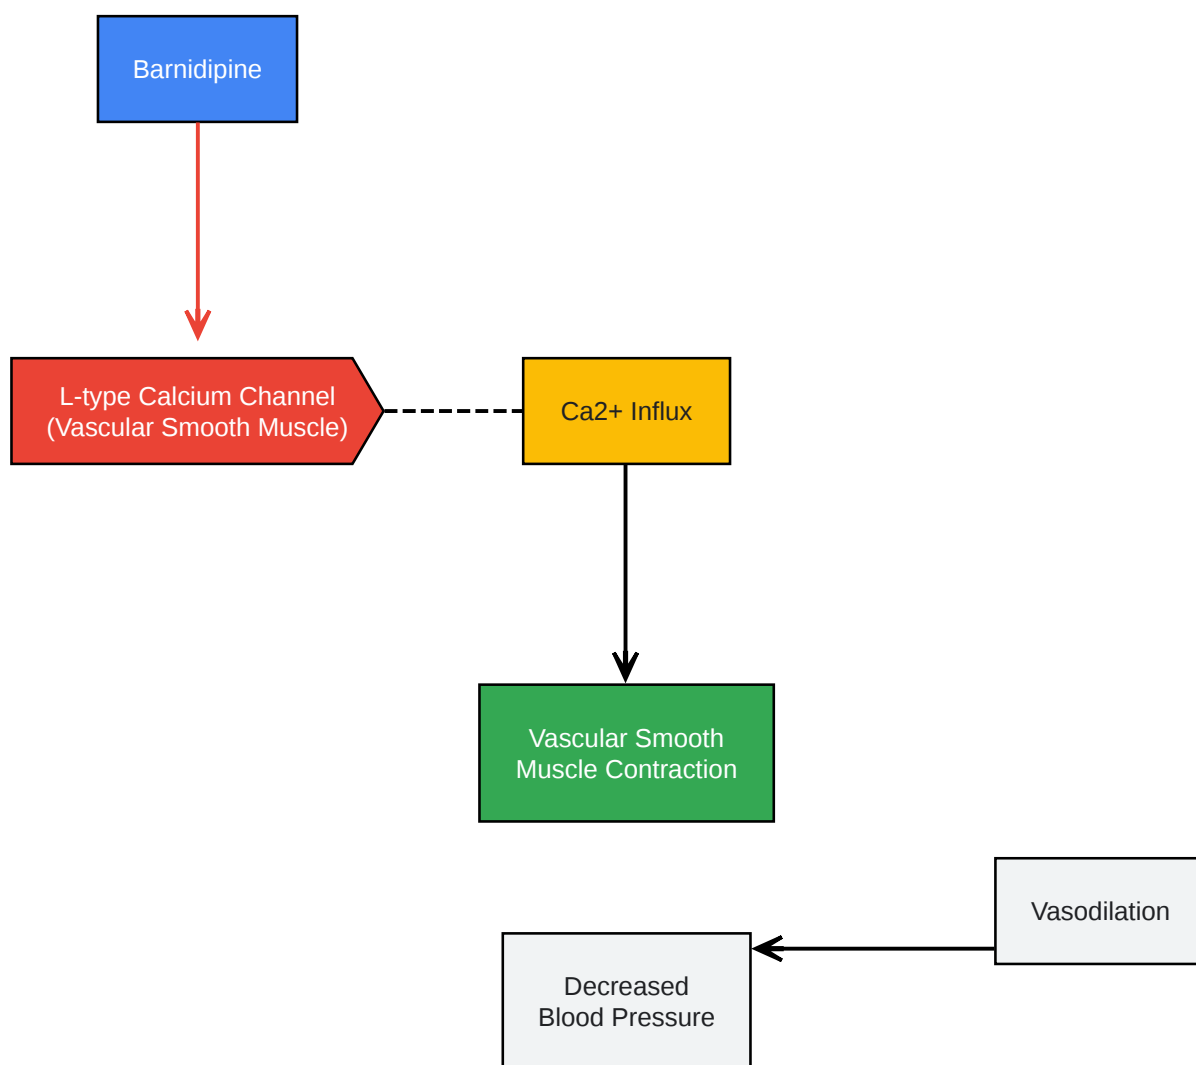 Barnidipine
L-type Calcium Channel
(Vascular Smooth Muscle)
Ca2+ Influx
Vascular Smooth
Muscle Contraction
Vasodilation
Decreased
Blood Pressure